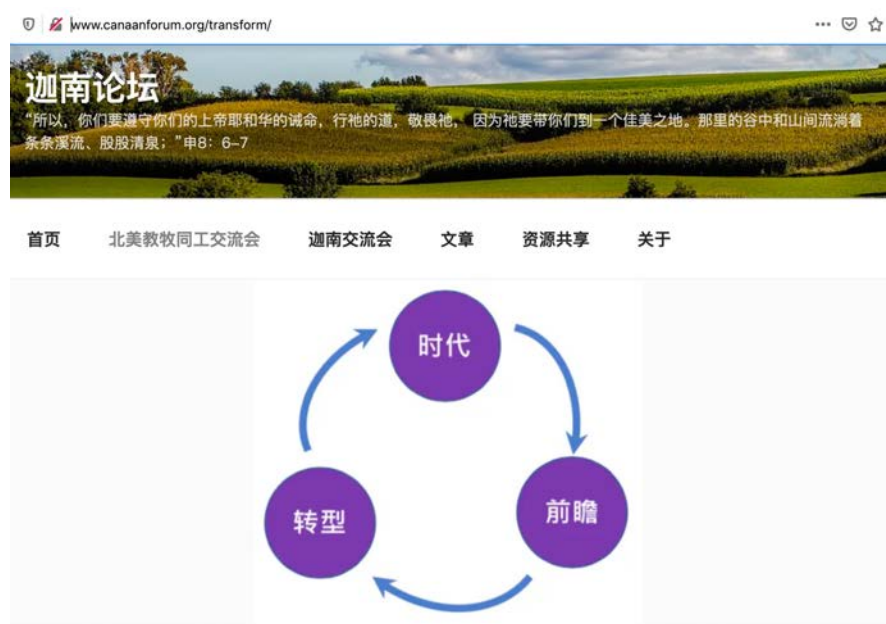 www.canaanforum.org/transform/
迦南论坛
“所以，你们要遵守你们的上帝耶和华的诫命，行祂的道，敬畏祂， 因为祂要带你们到一个佳美之地。那里的谷中和山间流淌着
条条溪流、股股清泉；”申8：6–7
首页 北美教牧同工交流会 迦南交流会 文章 资源共享 关于
时代
转型 前瞻